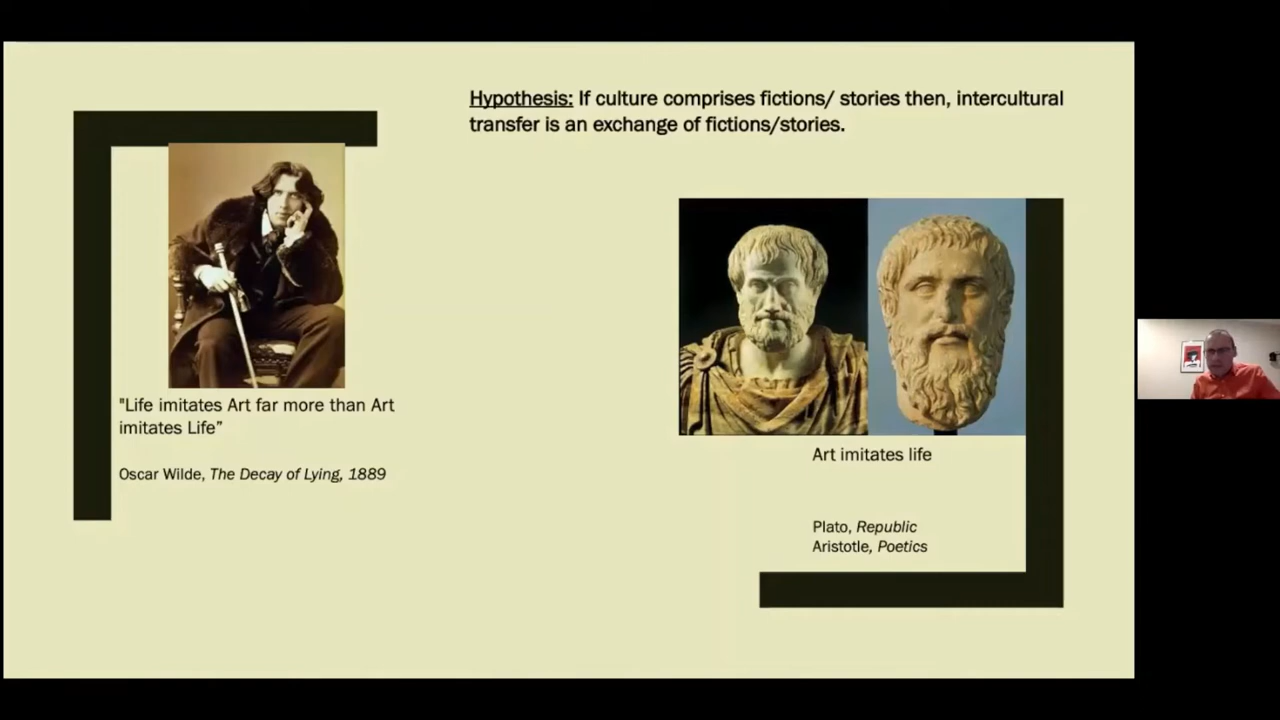 Hypothesis: If culture comprises fictions/ stories then, intercultural
transfer is an exchange of fictions/stories.
"Life imitates Art far more than Art
imitates Life”
Oscar Wilde, The Decay of Lying, 1889
Art imitates life
Plato, Republic
Aristotle, Poetics